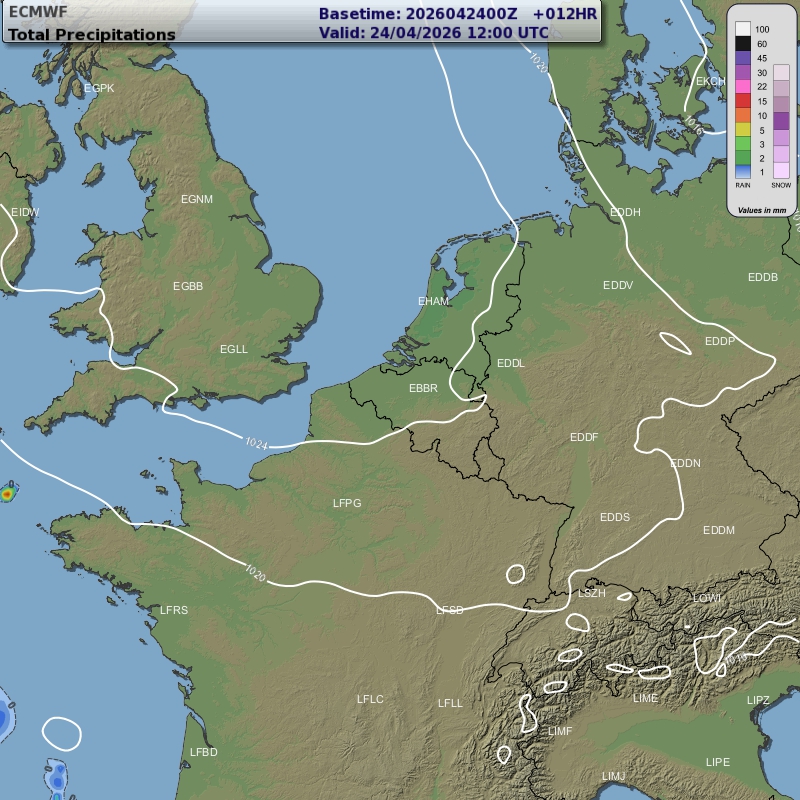 ECMWF
Basetime: 2026042400Z +012HR
Total Precipitations
Valid: 24/04/2026 12:00 UTC
100
60
45
30
22
15
10
5
3
2
1
RAIN
SNOW
Values in mm
EGPK
EKCH
1020
1016
EGNM
EIDW
EDDH
EGBB
EDDV
EDDB
EHAM
EGLL
EDDP
EDDL
EBBR
1024
EDDF
EDDN
LFPG
EDDS
EDDM
1020
LSZH
LOWI
LFRS
LFSB
LFLC
LFLL
LIME
LIPZ
LIMF
LFBD
LIPE
LIMJ